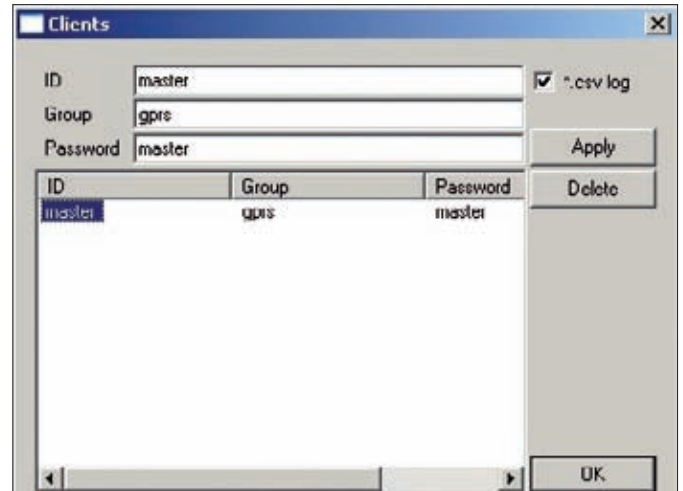 Clients
ID master *.csv log
Group gprs
Password master Apply
ID Group Password Delete
master gprs master
OK